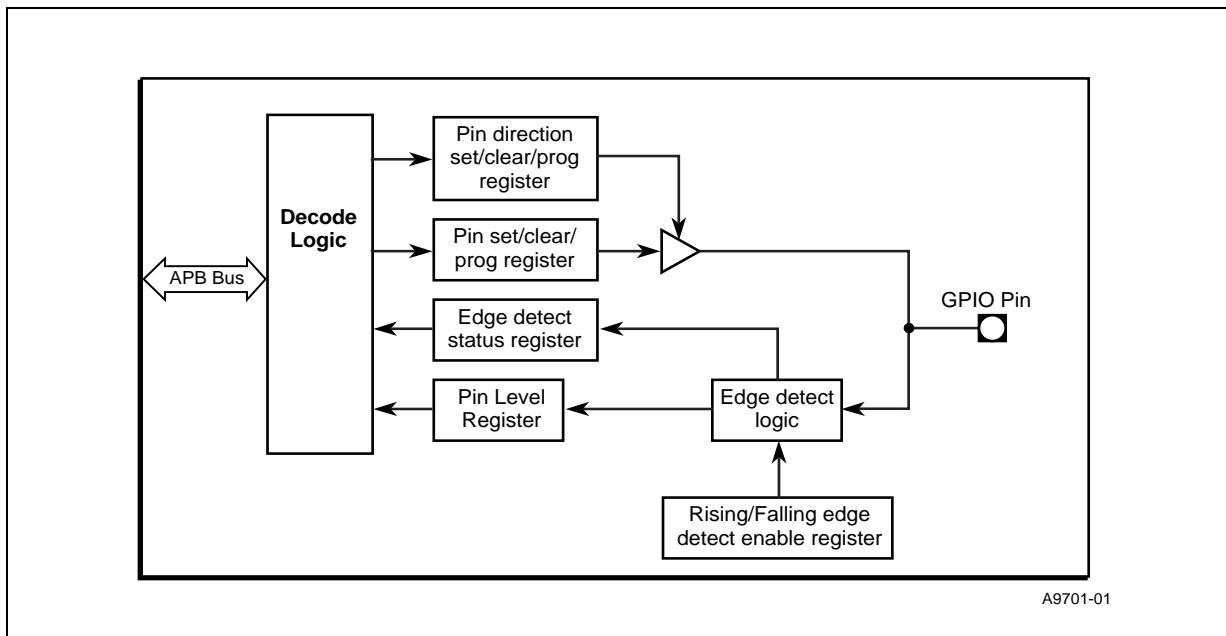 Pin direction
set/clear/prog
register
Decode
Logic
Pin set/clear/
prog register
APB Bus
GPIO Pin
Edge detect
status register
Pin Level
Register
Edge detect
logic
Rising/Falling edge
detect enable register
A9701-01